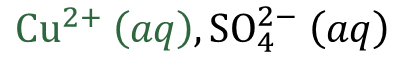 Cu²⁺ (aq), SO₄²⁻ (aq)